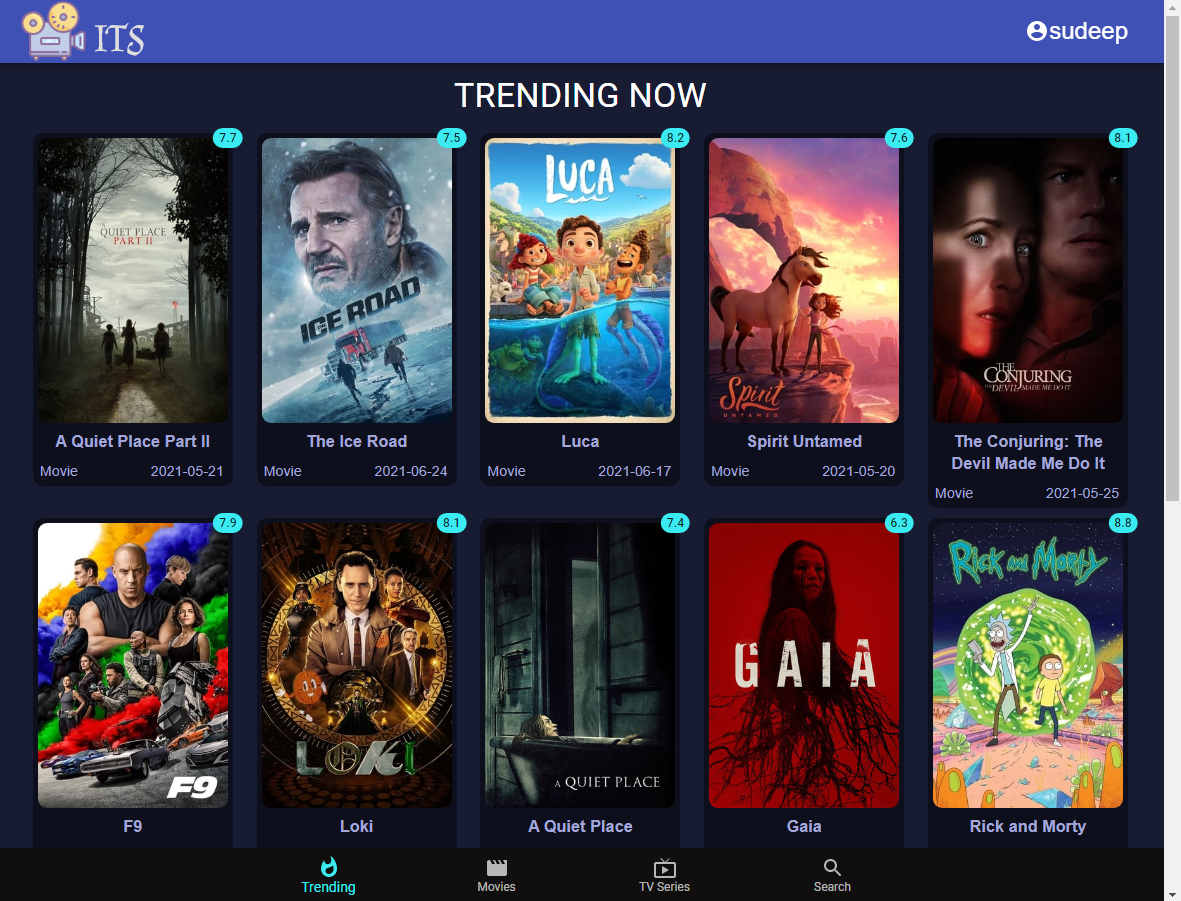 ITS
sudeep
TRENDING NOW
7.7
7.5
8.2
7.6
8.1
A QUIET PLACE
PART II
ICE ROAD
LUCA
Spirit
UNTAMED
THE
CONJURING
THE DEVIL MADE ME DO IT
A Quiet Place Part II
The Ice Road
Luca
Spirit Untamed
The Conjuring: The
Devil Made Me Do It
Movie 2021-05-21
Movie 2021-06-24
Movie 2021-06-17
Movie 2021-05-20
Movie 2021-05-25
7.9
8.1
7.4
6.3
8.8
F9
LOKI
A QUIET PLACE
GAIA
RICK AND MORTY
F9
Loki
A Quiet Place
Gaia
Rick and Morty
Trending
Movies
TV Series
Search